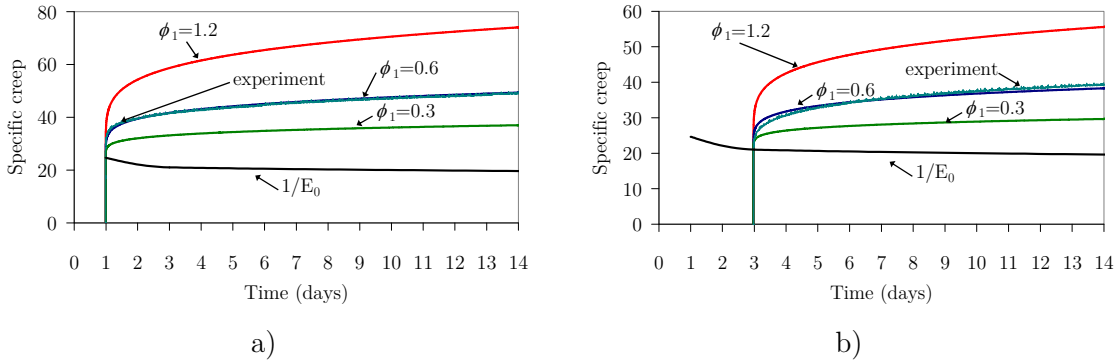 80
60
40
20
0
Specific creep
ϕ₁=1.2
experiment
ϕ₁=0.6
ϕ₁=0.3
1/E₀
0 1 2 3 4 5 6 7 8 9 10 11 12 13 14
Time (days)
a)
60
50
40
30
20
10
0
Specific creep
ϕ₁=1.2
experiment
ϕ₁=0.6
ϕ₁=0.3
1/E₀
0 1 2 3 4 5 6 7 8 9 10 11 12 13 14
Time (days)
b)